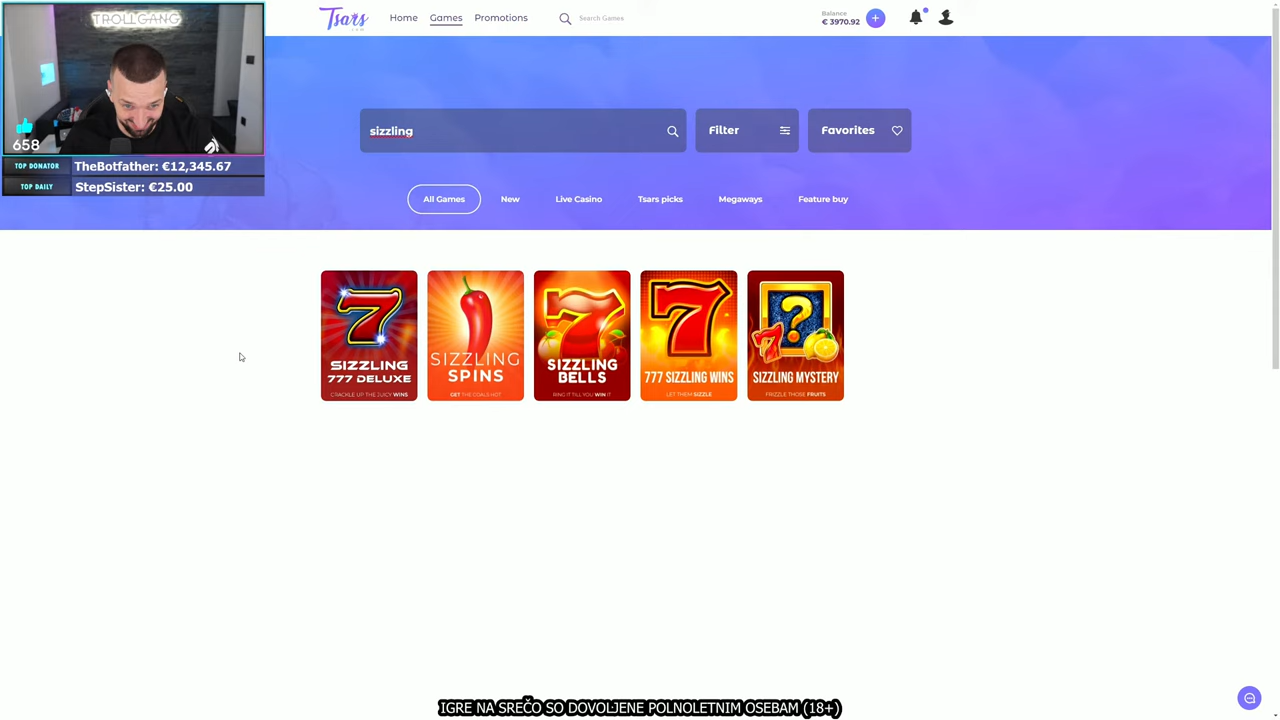 TROLLGANG
658
TOP DONATOR TheBotfather: €12,345.67
TOP DAILY StepSister: €25.00
Tsars
Home Games Promotions Search Games
Balance
€ 3970.92
sizzling
Filter
Favorites
All Games New Live Casino Tsars picks Megaways Feature buy
SIZZLING
777 DELUXE
CRACKLE UP THE JUICY WINS
SIZZLING
SPINS
GET THE COALS HOT
SIZZLING
BELLS
RING IT TILL YOU WIN IT
777 SIZZLING WINS
LET THEM SIZZLE
SIZZLING MYSTERY
FRIZZLE THOSE FRUITS
IGRE NA SREČO SO DOVOLJENE POLNOLETNIM OSEBAM (18+)